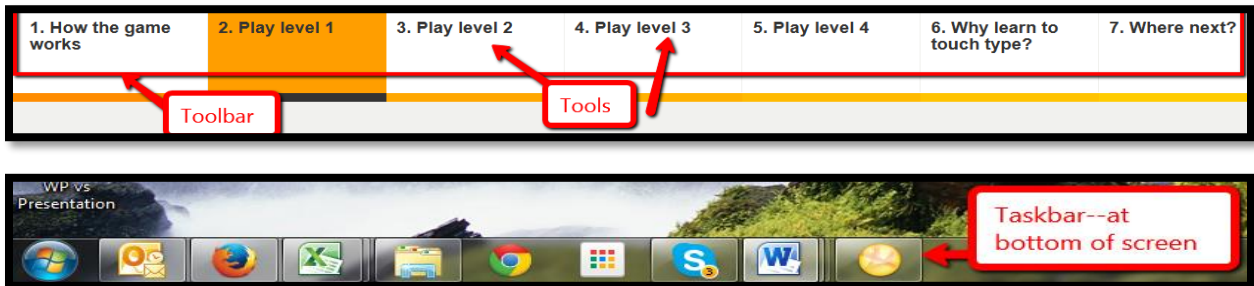 1. How the game
works
2. Play level 1
3. Play level 2
4. Play level 3
5. Play level 4
6. Why learn to
touch type?
7. Where next?
Toolbar
Tools
WP vs
Presentation
Taskbar--at
bottom of screen
3